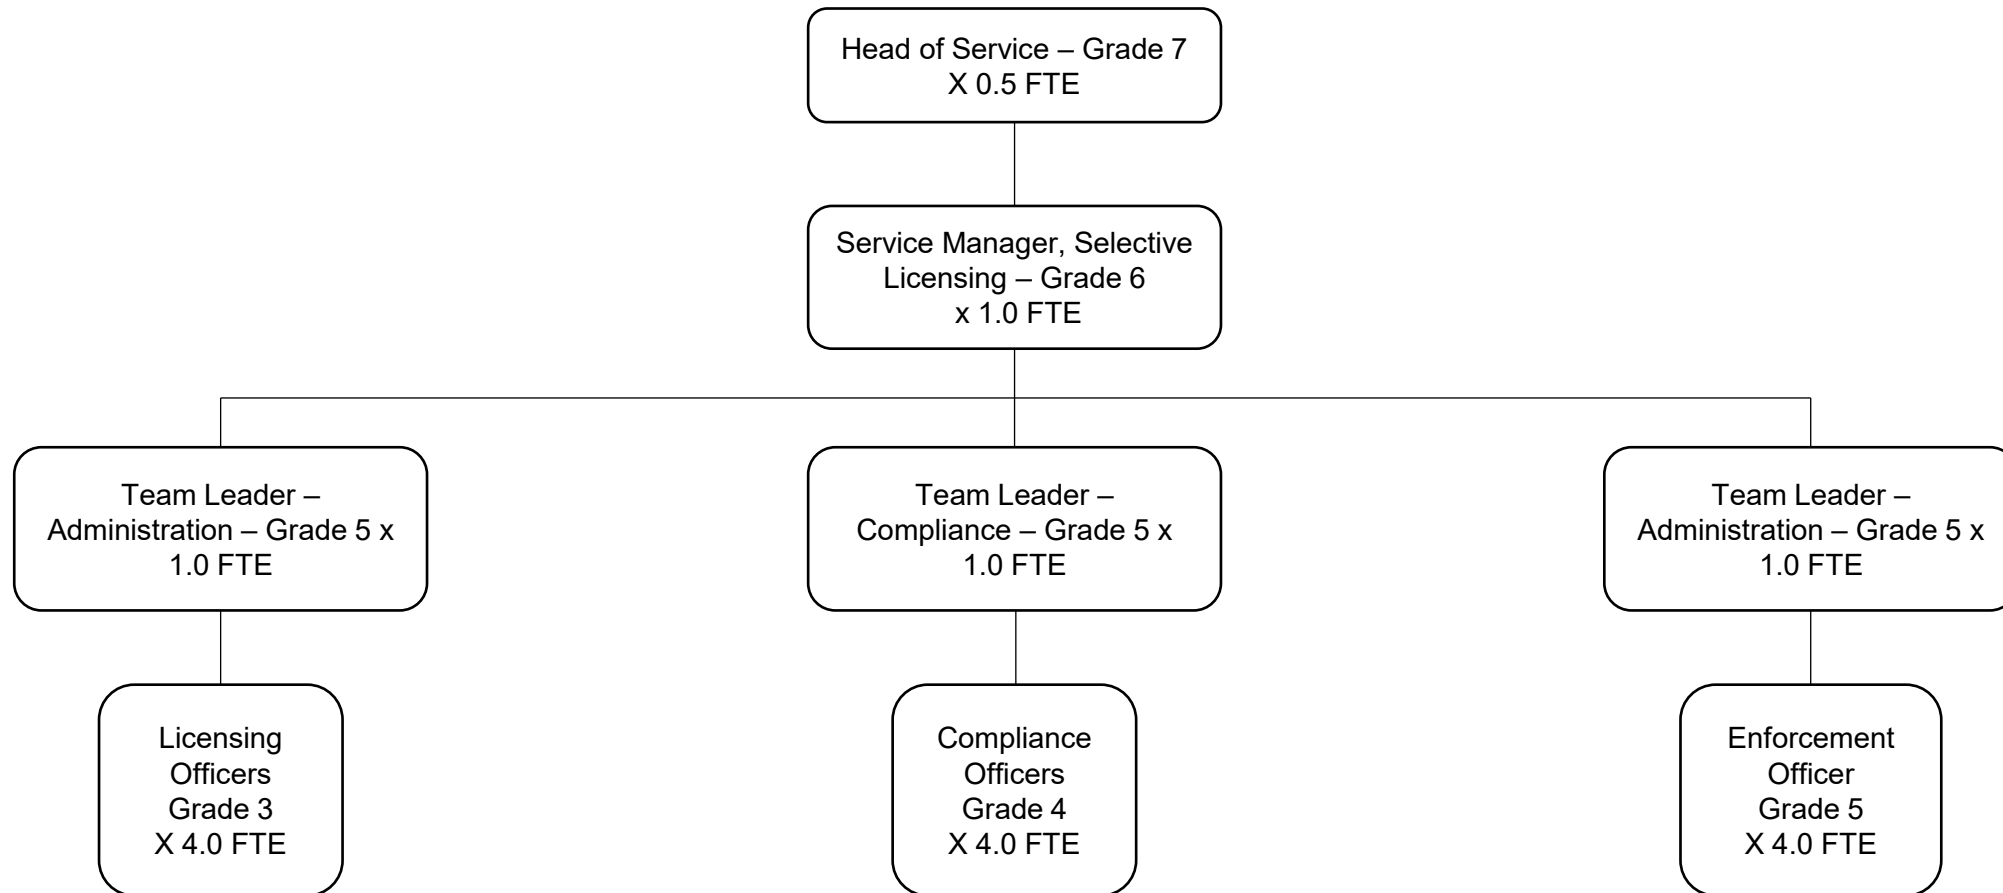 Head of Service – Grade 7
X 0.5 FTE
Service Manager, Selective
Licensing – Grade 6
x 1.0 FTE
Team Leader –
Administration – Grade 5 x
1.0 FTE
Team Leader –
Compliance – Grade 5 x
1.0 FTE
Team Leader –
Administration – Grade 5 x
1.0 FTE
Licensing
Officers
Grade 3
X 4.0 FTE
Compliance
Officers
Grade 4
X 4.0 FTE
Enforcement
Officer
Grade 5
X 4.0 FTE